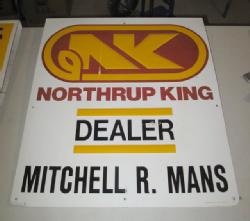 NK
NORTHRUP KING
DEALER
MITCHELL R. MANS